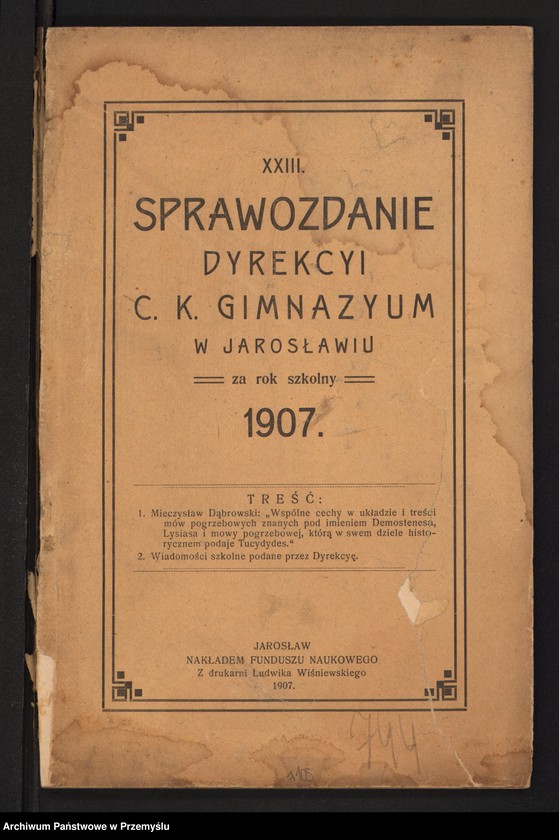 XXIII.
SPRAWOZDANIE
DYREKCYI
C. K. GIMNAZYUM
W JAROSŁAWIU
za rok szkolny
1907.
TREŚĆ:
1. Mieczysław Dąbrowski: „Wspólne cechy w układzie i treści
mów pogrzebowych znanych pod imieniem Demostenesa,
Lysiasa i mowy pogrzebowej, którą w swem dziele histo-
rycznem podaje Tucydydes.“
2. Wiadomości szkolne podane przez Dyrekcyę.
JAROSŁAW
NAKŁADEM FUNDUSZU NAUKOWEGO
Z drukarni Ludwika Wiśniewskiego
1907.
744
Archiwum Państwowe w Przemyślu